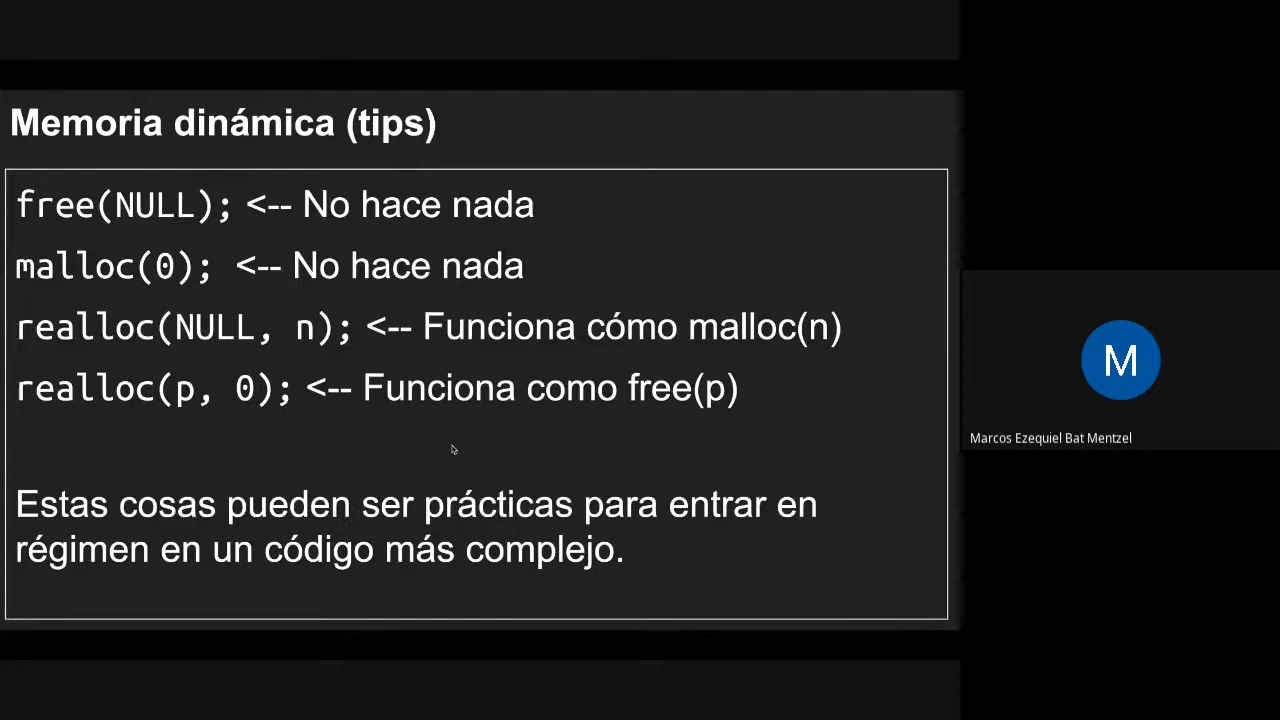 Memoria dinámica (tips)
free(NULL); <-- No hace nada
malloc(0); <-- No hace nada
realloc(NULL, n); <-- Funciona cómo malloc(n)
realloc(p, 0); <-- Funciona como free(p)
Estas cosas pueden ser prácticas para entrar en
régimen en un código más complejo.
M
Marcos Ezequiel Bat Mentzel